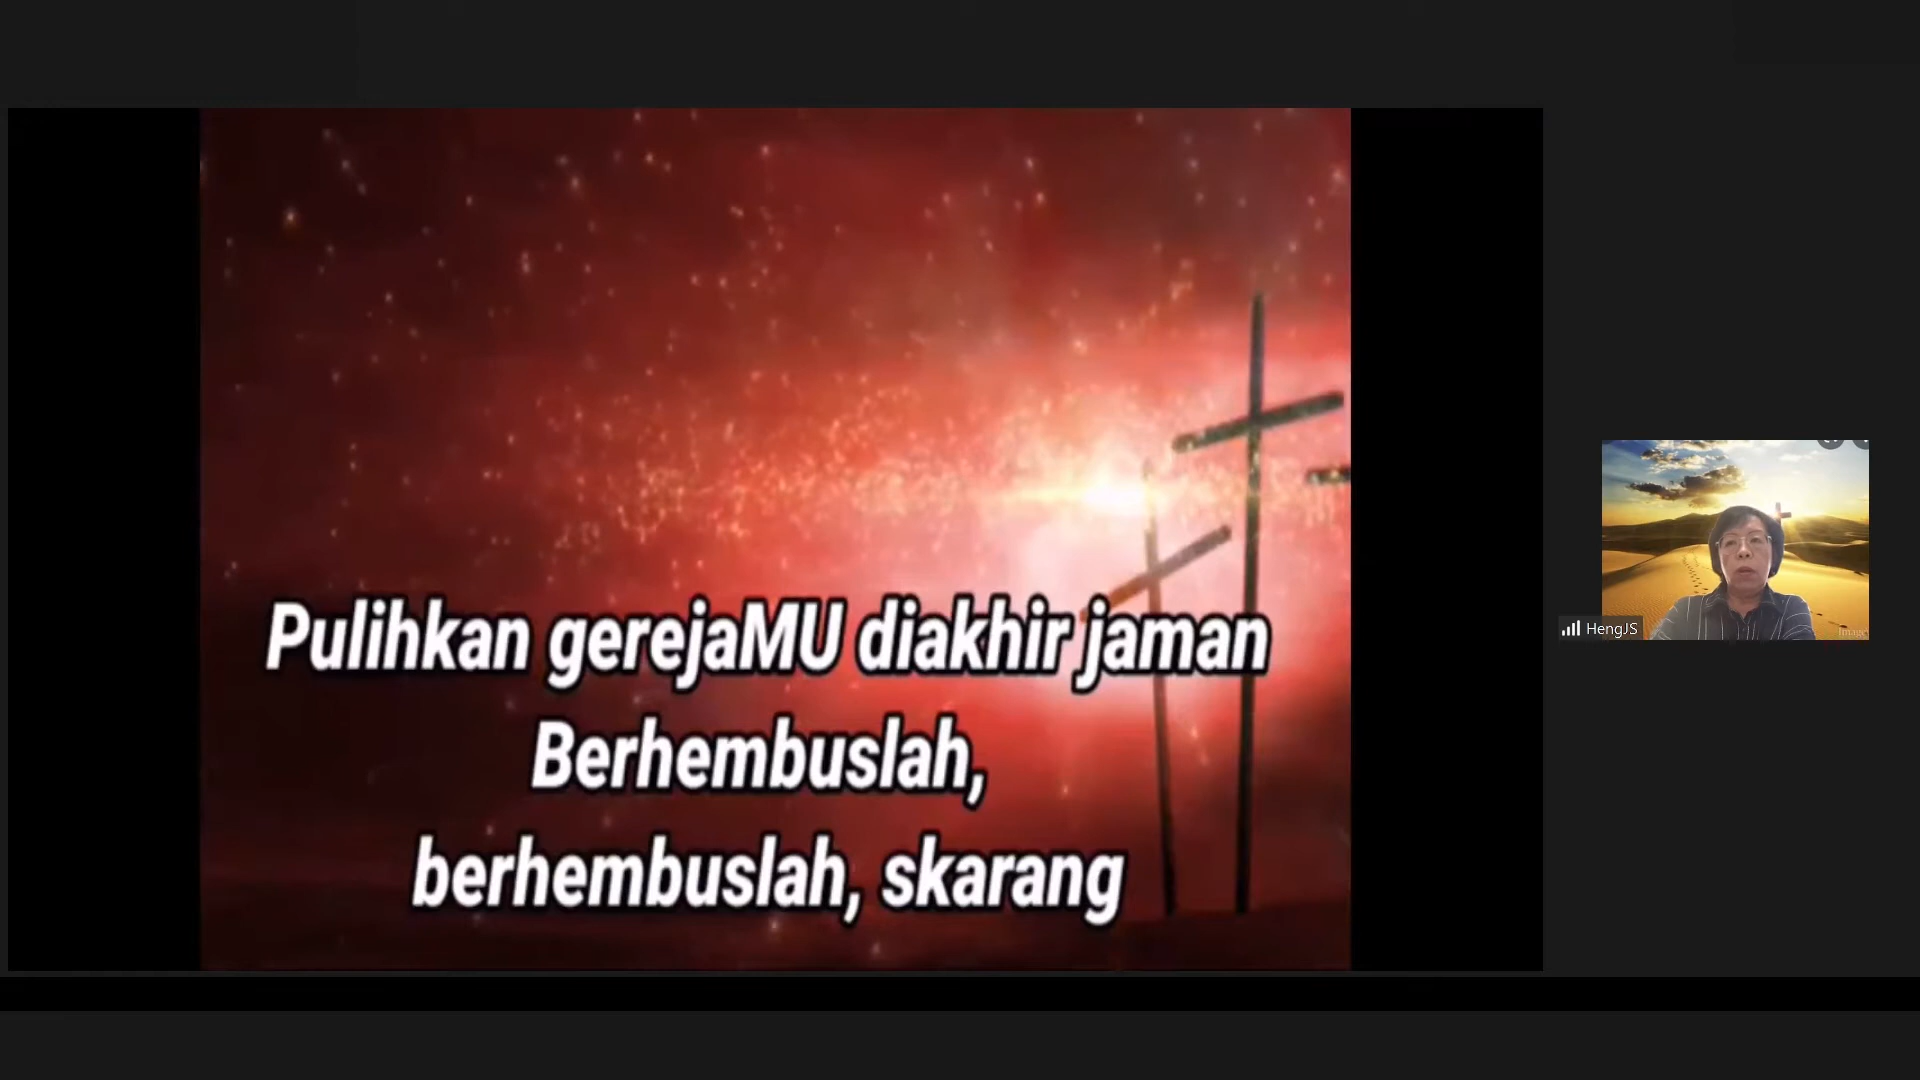 Pulihkan gerejaMU diakhir jaman
Berhembuslah,
berhembuslah, skarang
HengJS